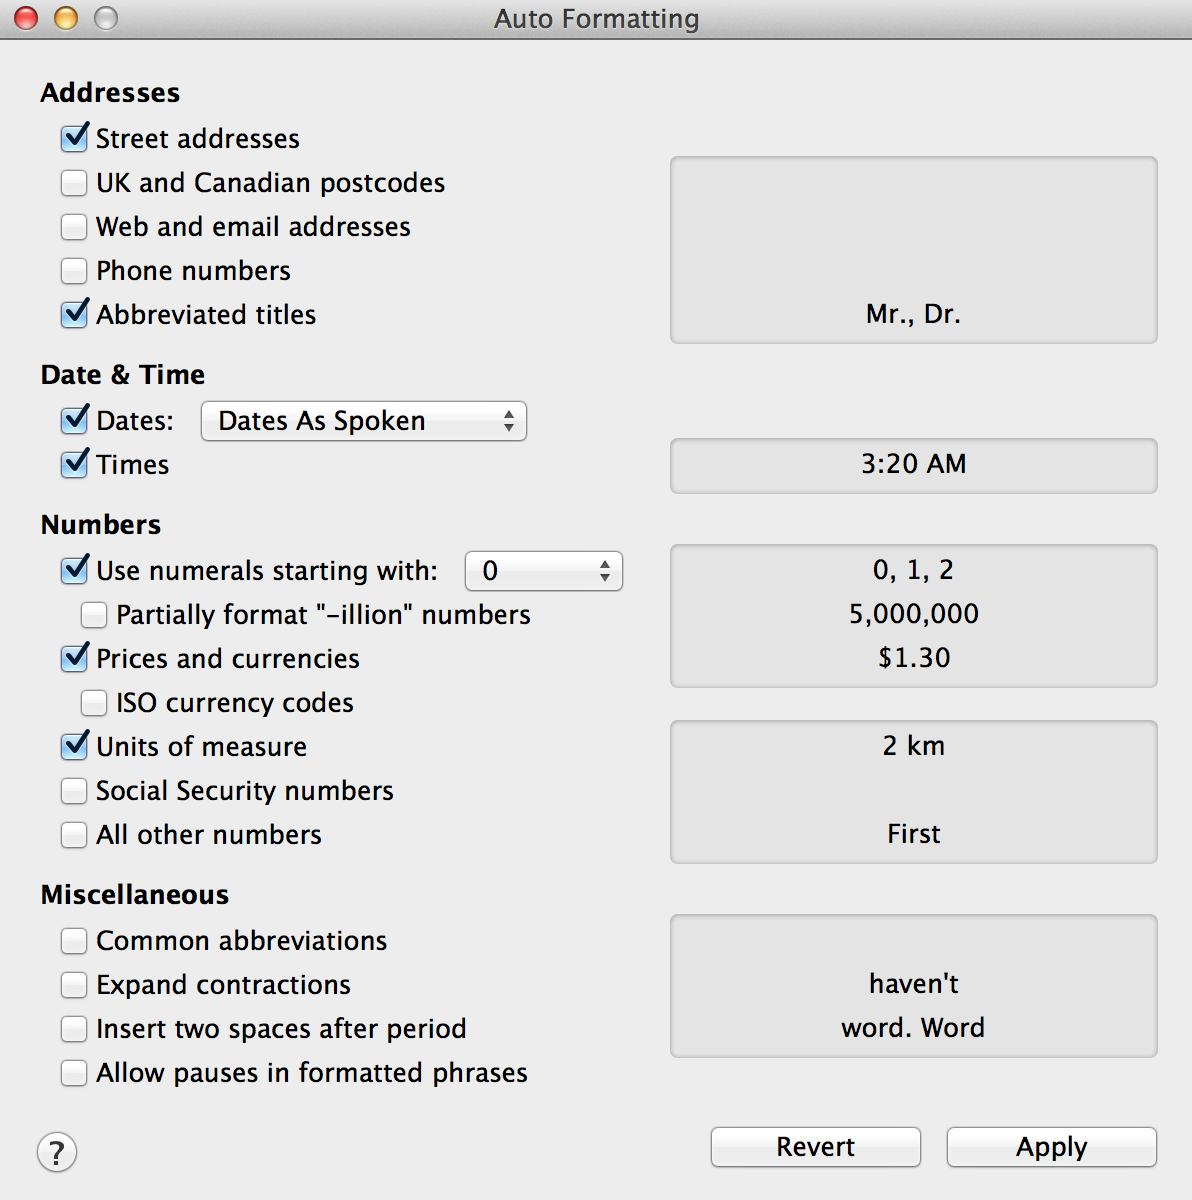 Auto Formatting
Addresses
Street addresses
UK and Canadian postcodes
Web and email addresses
Phone numbers
Abbreviated titles
Mr., Dr.
Date & Time
Dates: Dates As Spoken
Times
3:20 AM
Numbers
Use numerals starting with: 0
0, 1, 2
Partially format "-illion" numbers
5,000,000
Prices and currencies
$1.30
ISO currency codes
Units of measure
2 km
Social Security numbers
All other numbers
First
Miscellaneous
Common abbreviations
Expand contractions
haven't
Insert two spaces after period
word. Word
Allow pauses in formatted phrases
?
Revert
Apply